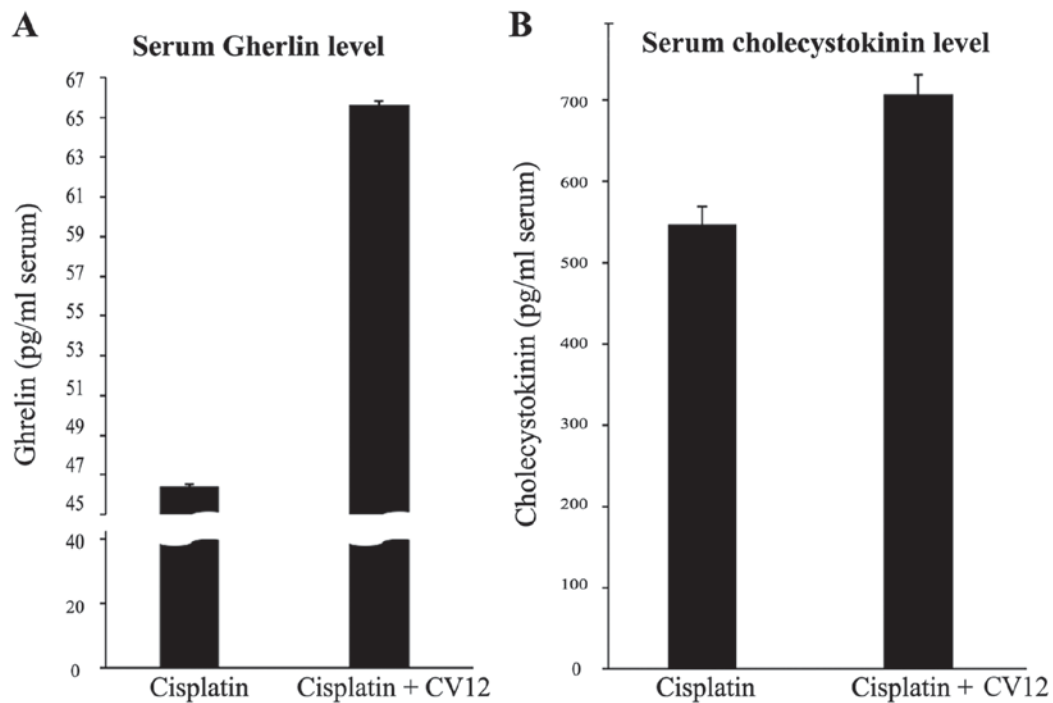 A
Serum Gherlin level
Ghrelin (pg/ml serum)
67
65
63
61
59
57
55
53
51
49
47
45
40
20
0
Cisplatin
Cisplatin + CV12
B
Serum cholecystokinin level
Cholecystokinin (pg/ml serum)
700
600
500
400
300
200
100
0
Cisplatin
Cisplatin + CV12